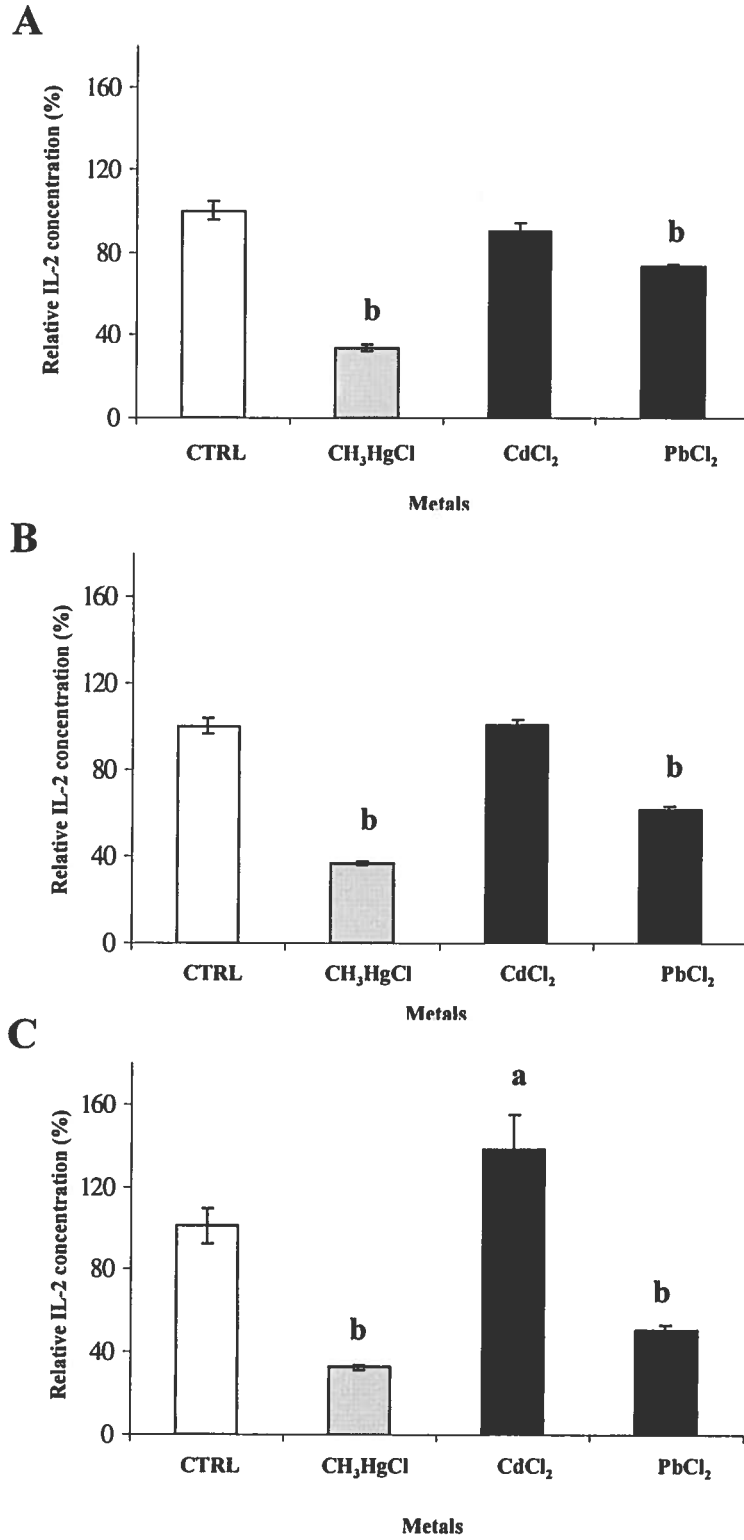 A
Relative IL-2 concentration (%)
160
120
80
40
0
b
b
CTRL CH₃HgCl CdCl₂ PbCl₂
Metals
B
Relative IL-2 concentration (%)
160
120
80
40
0
b
b
CTRL CH₃HgCl CdCl₂ PbCl₂
Metals
C
Relative IL-2 concentration (%)
160
120
80
40
0
a
b
b
CTRL CH₃HgCl CdCl₂ PbCl₂
Metals